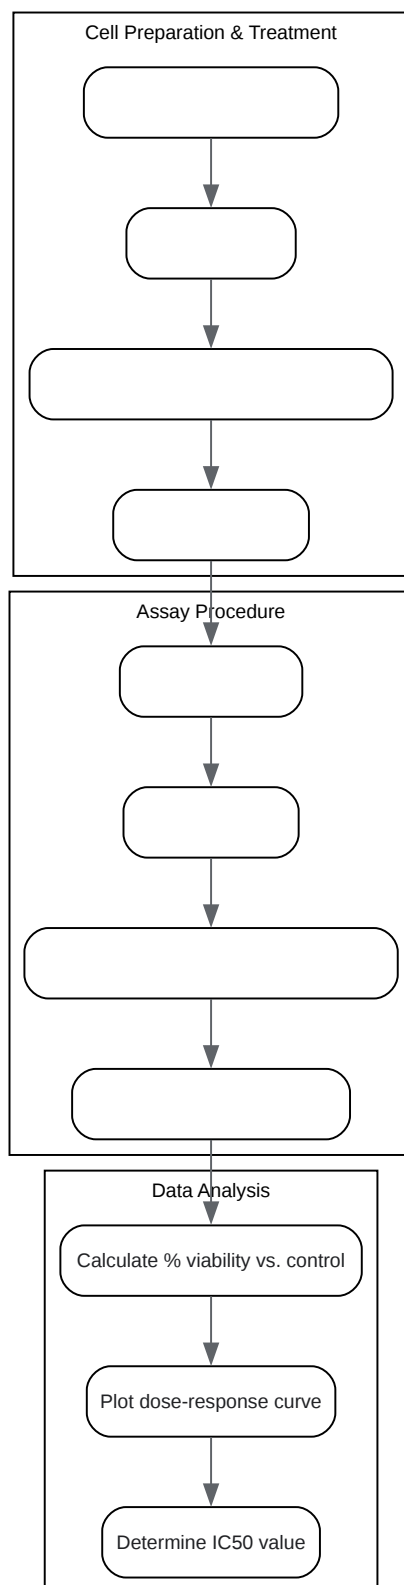 Cell Preparation & Treatment
Assay Procedure
Data Analysis
Calculate % viability vs. control
Plot dose-response curve
Determine IC50 value